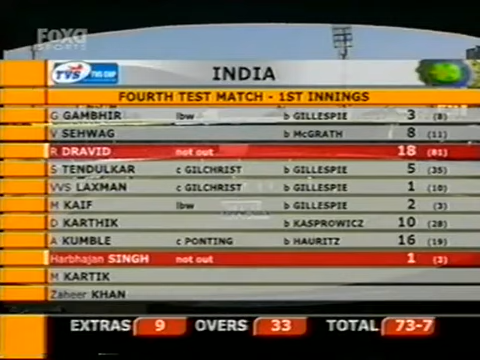 FOXG
SPORTS
TVS TVS CUP
INDIA
FOURTH TEST MATCH - 1ST INNINGS
G GAMBHIR lbw b GILLESPIE 3 (8)
V SEHWAG b McGRATH 8 (11)
R DRAVID not out 18 (81)
S TENDULKAR c GILCHRIST b GILLESPIE 5 (35)
VVS LAXMAN c GILCHRIST b GILLESPIE 1 (10)
M KAIF lbw b GILLESPIE 2 (3)
D KARTHIK b KASPROWICZ 10 (28)
A KUMBLE c PONTING b HAURITZ 16 (19)
Harbhajan SINGH not out 1 (3)
M KARTIK
Zaheer KHAN
EXTRAS 9 OVERS 33 TOTAL 73-7